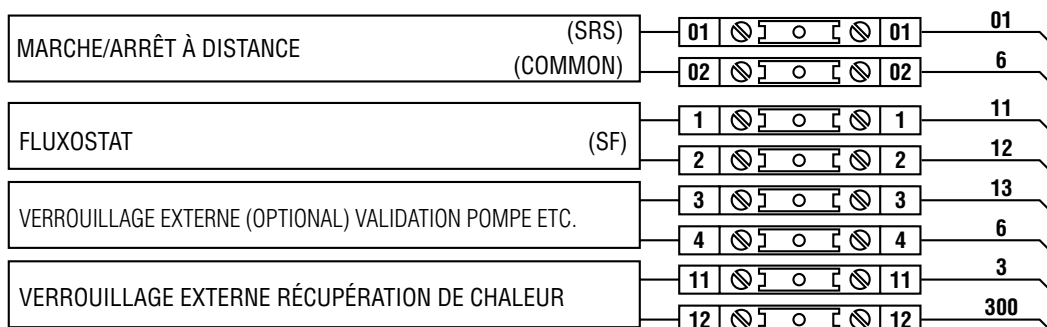 MARCHE/ARRÊT À DISTANCE (SRS) 01 01 01
(COMMON) 02 02 6
FLUXOSTAT (SF) 1 1 11
2 2 12
VERROUILLAGE EXTERNE (OPTIONAL) VALIDATION POMPE ETC. 3 3 13
4 4 6
VERROUILLAGE EXTERNE RÉCUPÉRATION DE CHALEUR 11 11 3
12 12 300